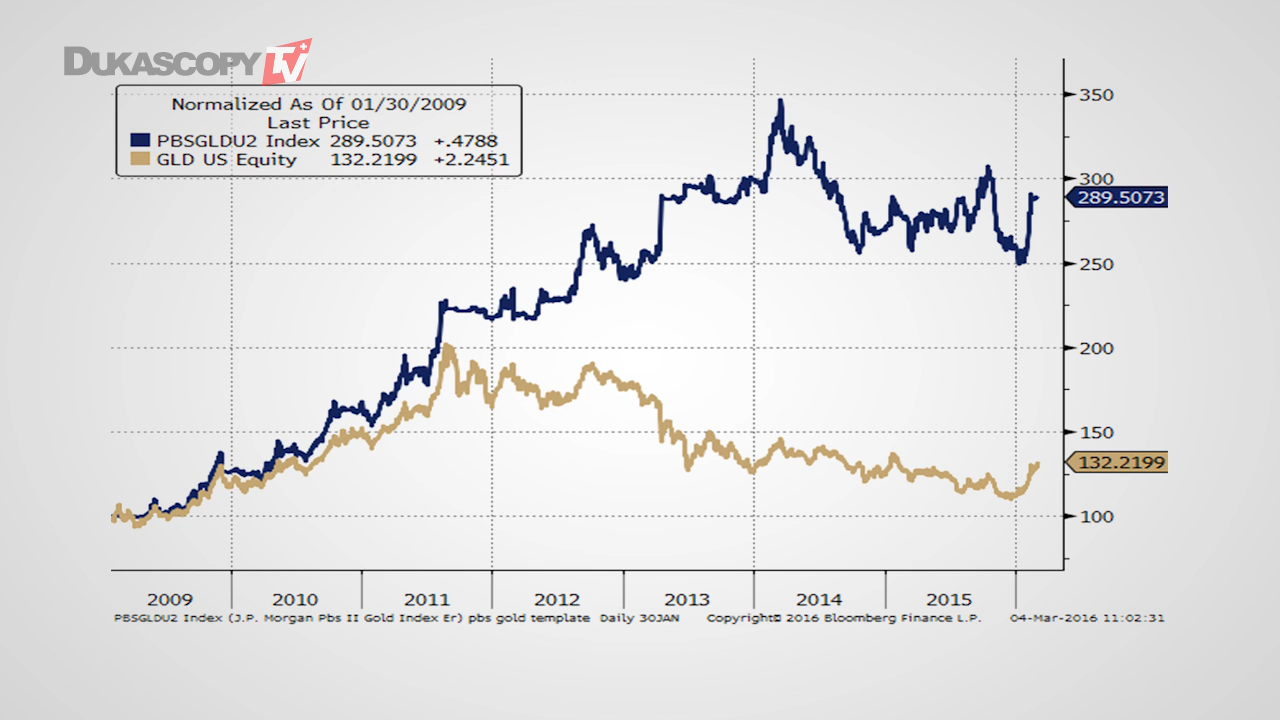 DUKASCOPY TV
Normalized As Of 01/30/2009
Last Price
PBSGLDU2 Index 289.5073 +.4788
GLD US Equity 132.2199 +2.2451
350
300
289.5073
250
200
150
132.2199
100
2009 2010 2011 2012 2013 2014 2015
PBSGLDU2 Index (J.P. Morgan Pbs II Gold Index Er) pbs gold template Daily 30JAN Copyright© 2016 Bloomberg Finance L.P. 04-Mar-2016 11:02:31